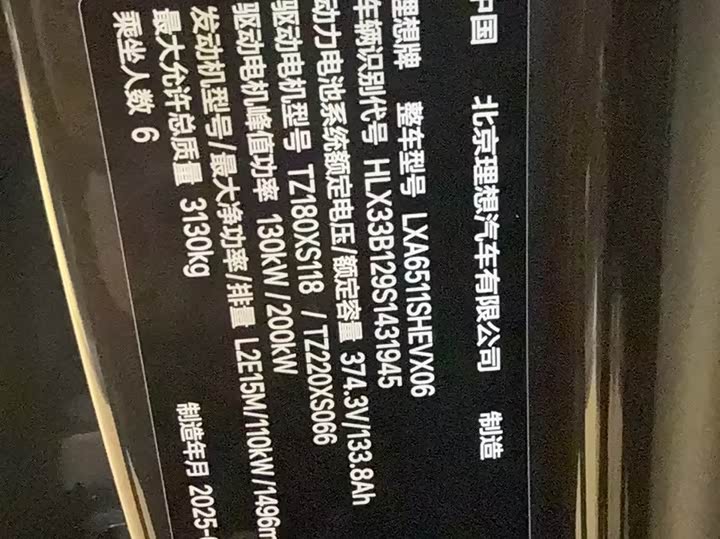 中国 北京理想汽车有限公司 制造
理想牌 整车型号 LXA6511SHEVX06
车辆识别代号 HLX33B129S1431945
动力电池系统额定电压/额定容量 374.3V/133.8Ah
驱动电机型号 TZ180XS118 / TZ220XS066
驱动电机峰值功率 130kW/200kW
发动机型号/最大净功率/排量 L2E15M/110kW/1496m
最大允许总质量 3130kg
乘坐人数 6 制造年月 2025-